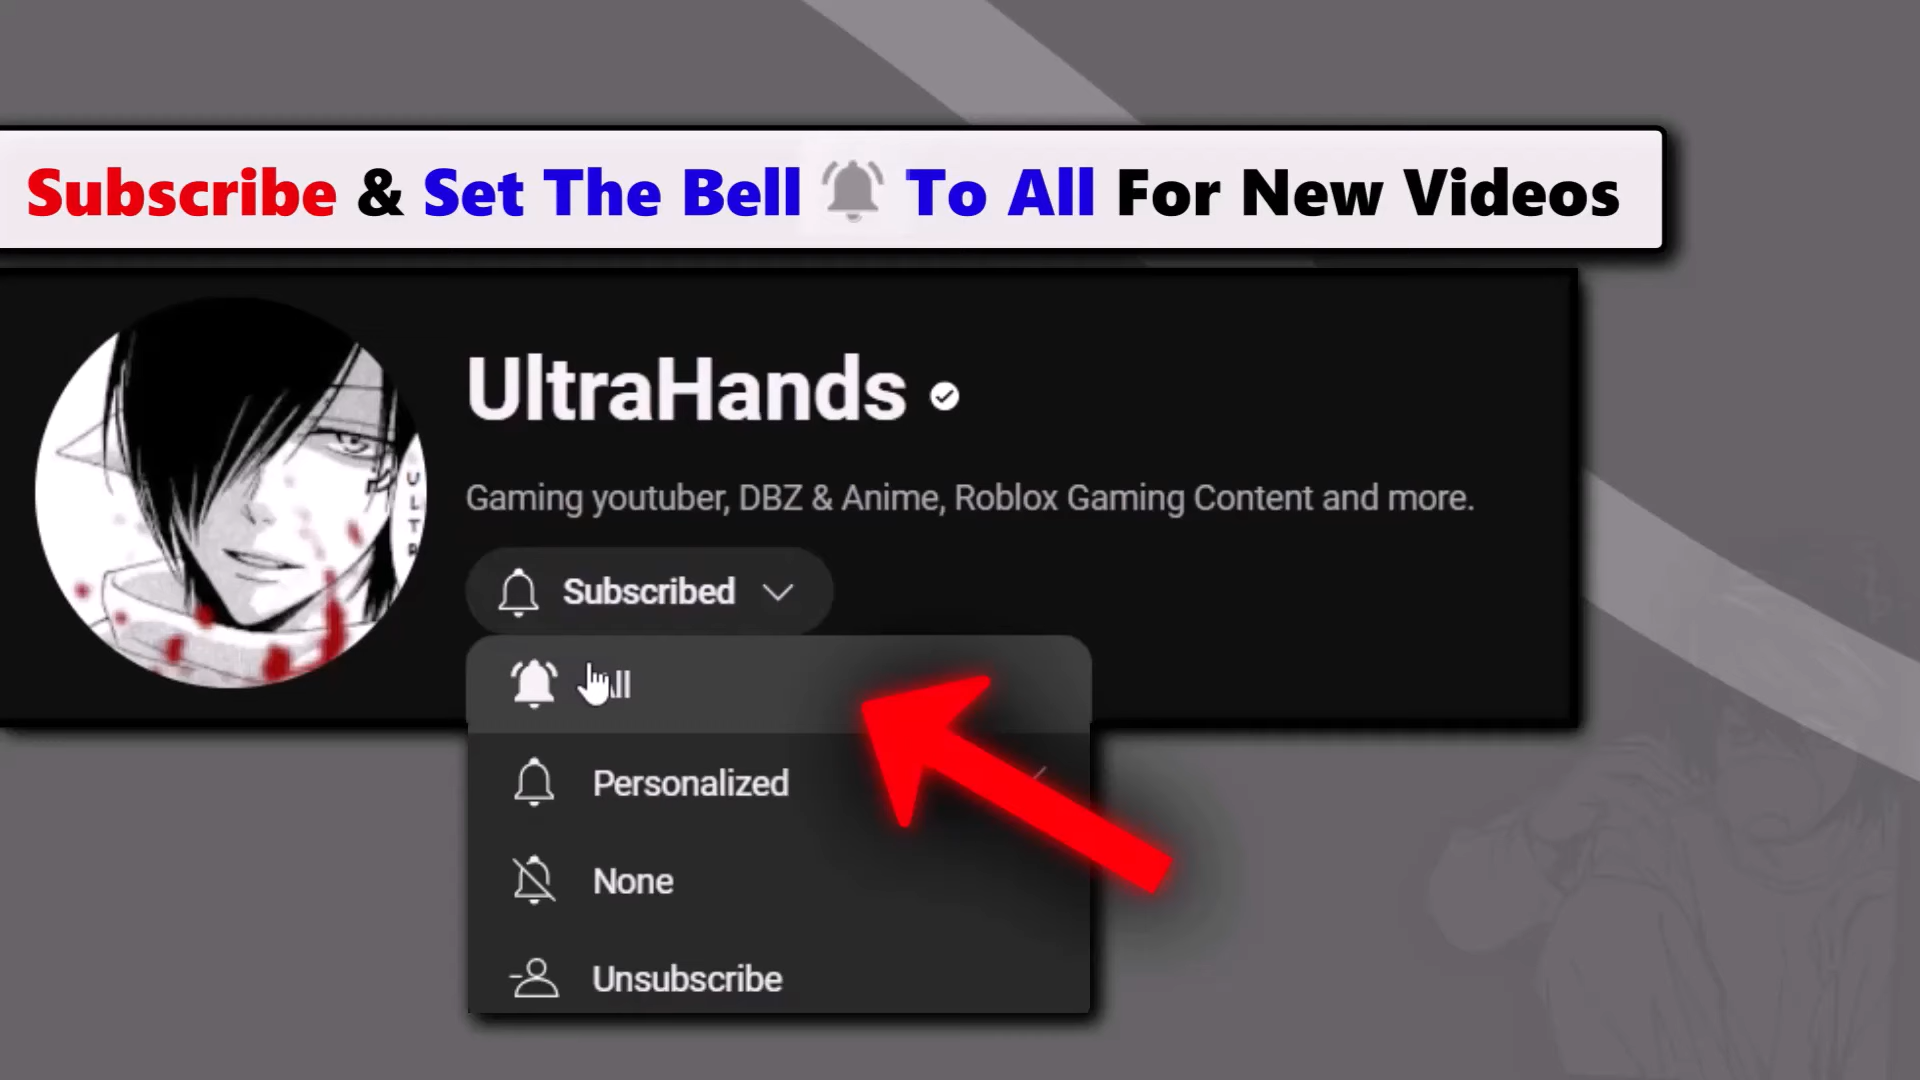 Subscribe & Set The Bell To All For New Videos
UltraHands
Gaming youtuber, DBZ & Anime, Roblox Gaming Content and more.
Subscribed
Personalized
None
Unsubscribe